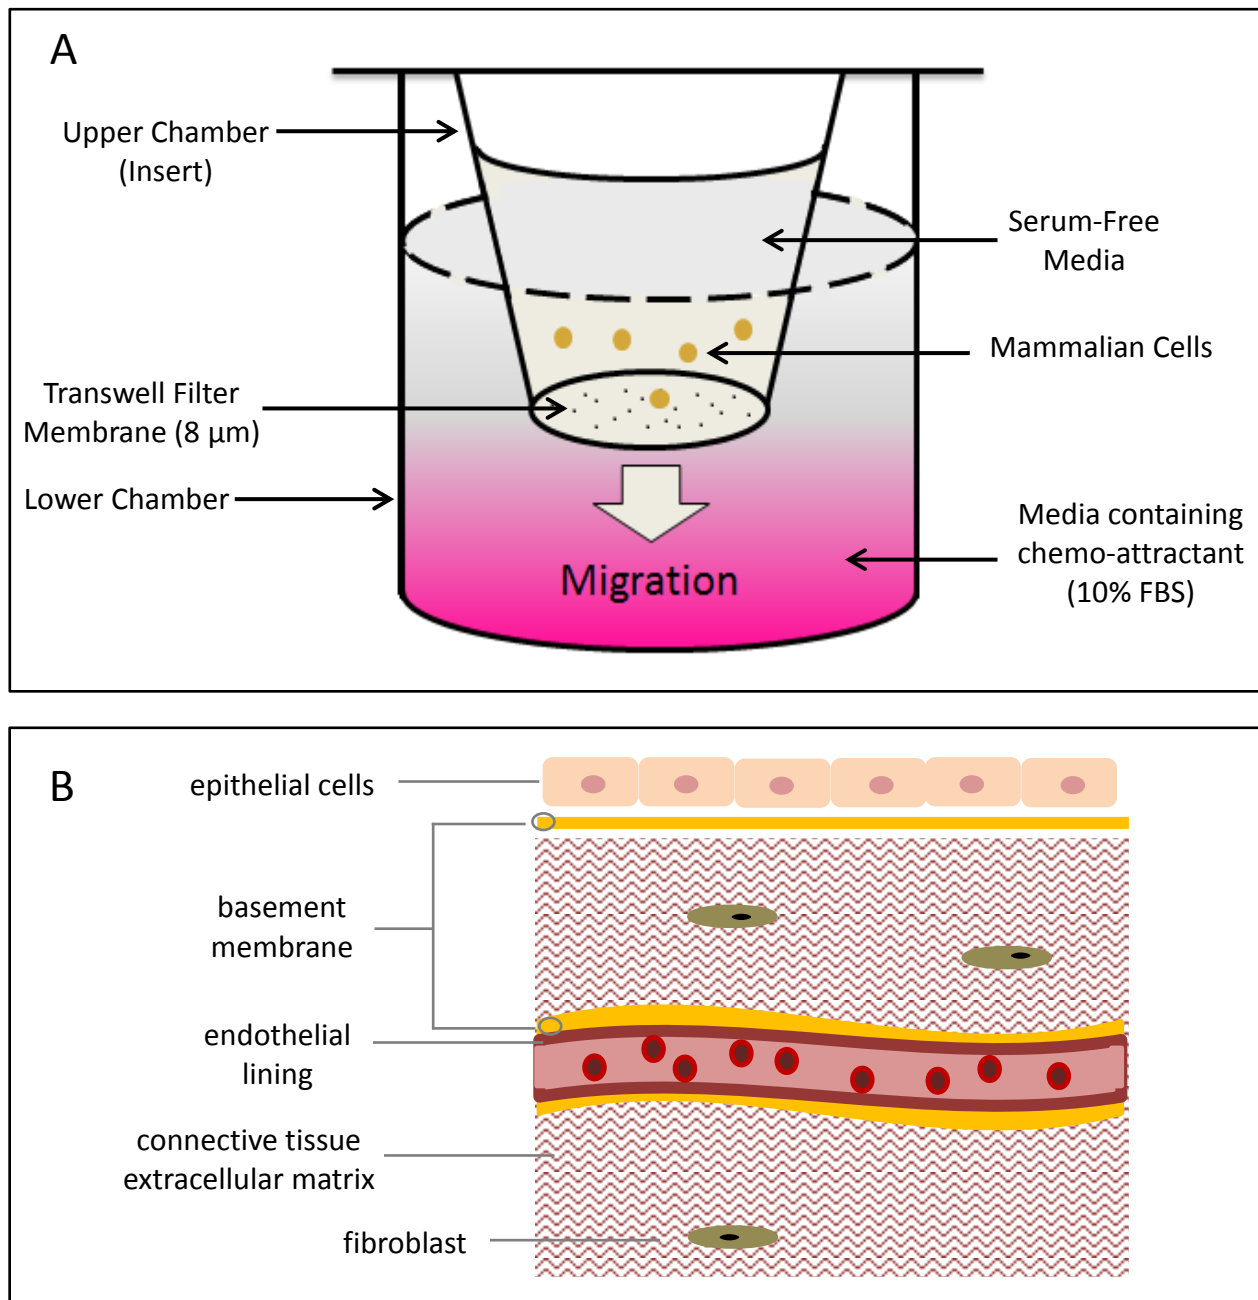 A
Upper Chamber
(Insert)
Serum-Free
Media
Mammalian Cells
Transwell Filter
Membrane (8 µm)
Lower Chamber
Media containing
chemo-attractant
(10% FBS)
Migration
B
epithelial cells
basement
membrane
endothelial
lining
connective tissue
extracellular matrix
fibroblast